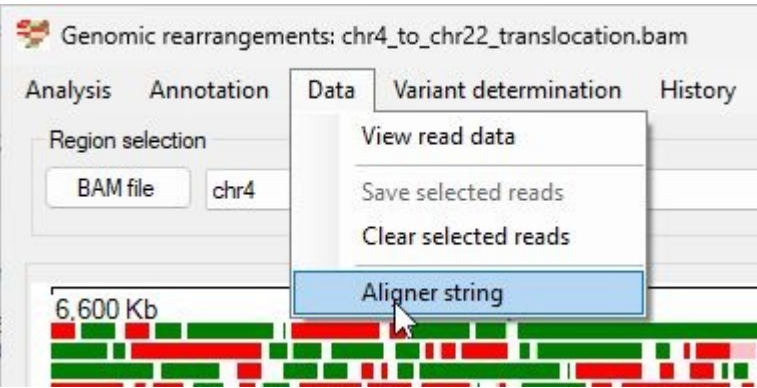 Genomic rearrangements: chr4_to_chr22_translocation.bam
Analysis Annotation Data Variant determination History
Region selection
View read data
BAM file chr4
Save selected reads
Clear selected reads
Aligner string
6,600 Kb